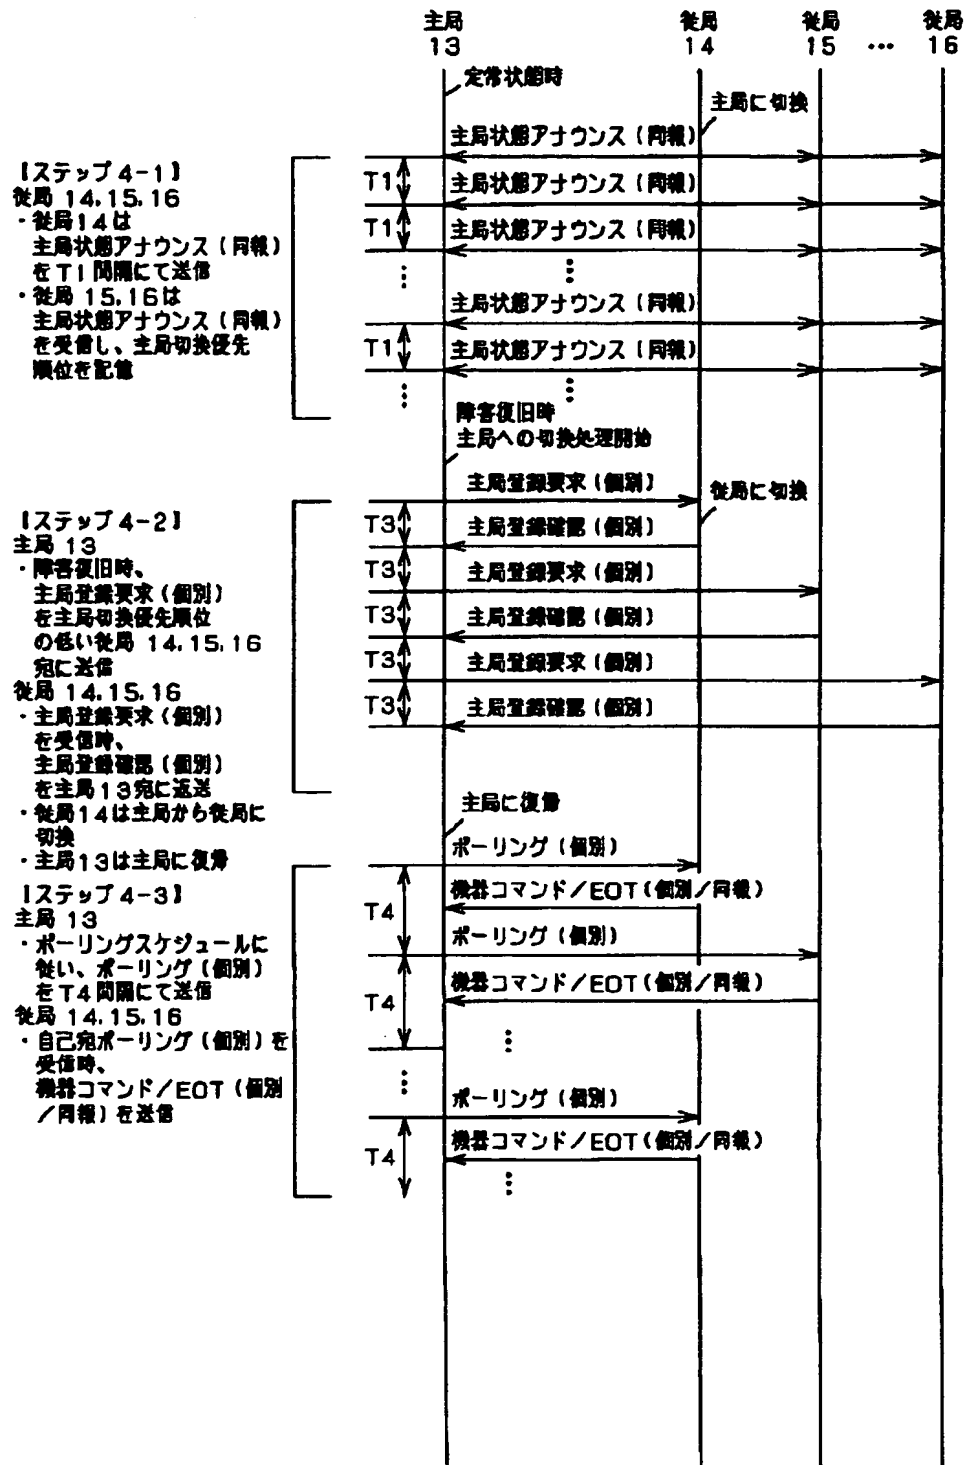 主局 従局 従局 従局
13 14 15 … 16
定常状態時
主局に切換
主局状態アナウンス(同報)
【ステップ4-1】
従局 14.15.16
・従局14は
主局状態アナウンス(同報)
をT1間隔にて送信
・従局 15.16は
主局状態アナウンス(同報)
を受信し、主局切換優先
順位を記憶
T1
主局状態アナウンス(同報)
T1
主局状態アナウンス(同報)
主局状態アナウンス(同報)
T1
主局状態アナウンス(同報)
障害復旧時
主局への切換処理開始
主局登録要求(個別)
従局に切換
【ステップ4-2】
主局 13
・障害復旧時、
主局登録要求(個別)
を主局切換優先順位
の低い従局 14.15.16
宛に送信
従局 14.15.16
・主局登録要求(個別)
を受信時、
主局登録確認(個別)
を主局13宛に返送
・従局14は主局から従局に
切換
・主局13は主局に復帰
T3
主局登録確認(個別)
T3
主局登録要求(個別)
T3
主局登録確認(個別)
T3
主局登録要求(個別)
T3
主局登録確認(個別)
主局に復帰
ポーリング(個別)
【ステップ4-3】
主局 13
・ポーリングスケジュールに
従い、ポーリング(個別)
をT4間隔にて送信
従局 14.15.16
・自己宛ポーリング(個別)を
受信時、
機器コマンド/EOT(個別
/同報)を送信
T4
機器コマンド/EOT(個別/同報)
ポーリング(個別)
T4
機器コマンド/EOT(個別/同報)
ポーリング(個別)
T4
機器コマンド/EOT(個別/同報)